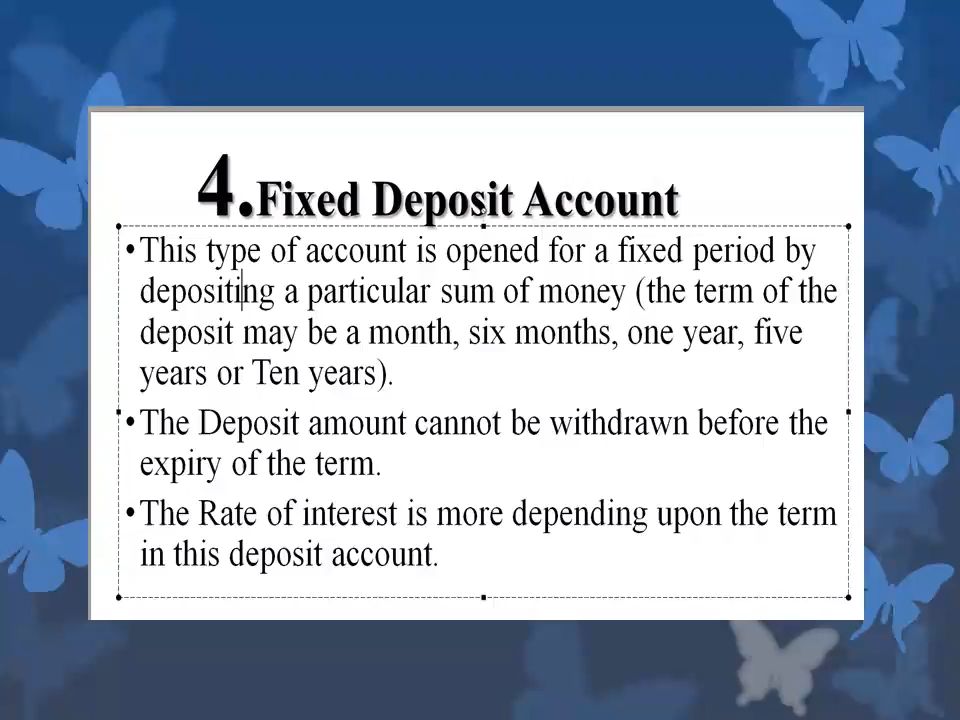 4.Fixed Deposit Account
•This type of account is opened for a fixed period by
depositing a particular sum of money (the term of the
deposit may be a month, six months, one year, five
years or Ten years).
•The Deposit amount cannot be withdrawn before the
expiry of the term.
•The Rate of interest is more depending upon the term
in this deposit account.